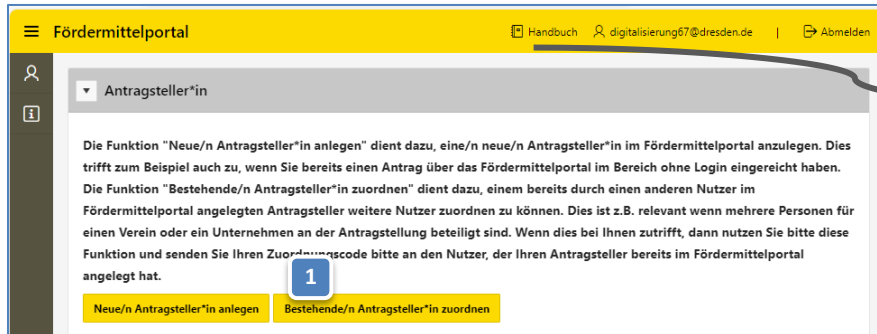 Fördermittelportal Handbuch digitalisierung67@dresden.de | Abmelden
Antragsteller*in
Die Funktion "Neue/n Antragsteller*in anlegen" dient dazu, eine/n neue/n Antragsteller*in im Fördermittelportal anzulegen. Dies
trifft zum Beispiel auch zu, wenn Sie bereits einen Antrag über das Fördermittelportal im Bereich ohne Login eingereicht haben.
Die Funktion "Bestehende/n Antragsteller*in zuordnen" dient dazu, einem bereits durch einen anderen Nutzer im
Fördermittelportal angelegten Antragsteller weitere Nutzer zuordnen zu können. Dies ist z.B. relevant wenn mehrere Personen für
einen Verein oder ein Unternehmen an der Antragstellung beteiligt sind. Wenn dies bei Ihnen zutrifft, dann nutzen Sie bitte diese
Funktion und senden Sie Ihren Zuordnungscode bitte an den Nutzer, der Ihren Antragsteller bereits im Fördermittelportal
angelegt hat.
1
Neue/n Antragsteller*in anlegen Bestehende/n Antragsteller*in zuordnen